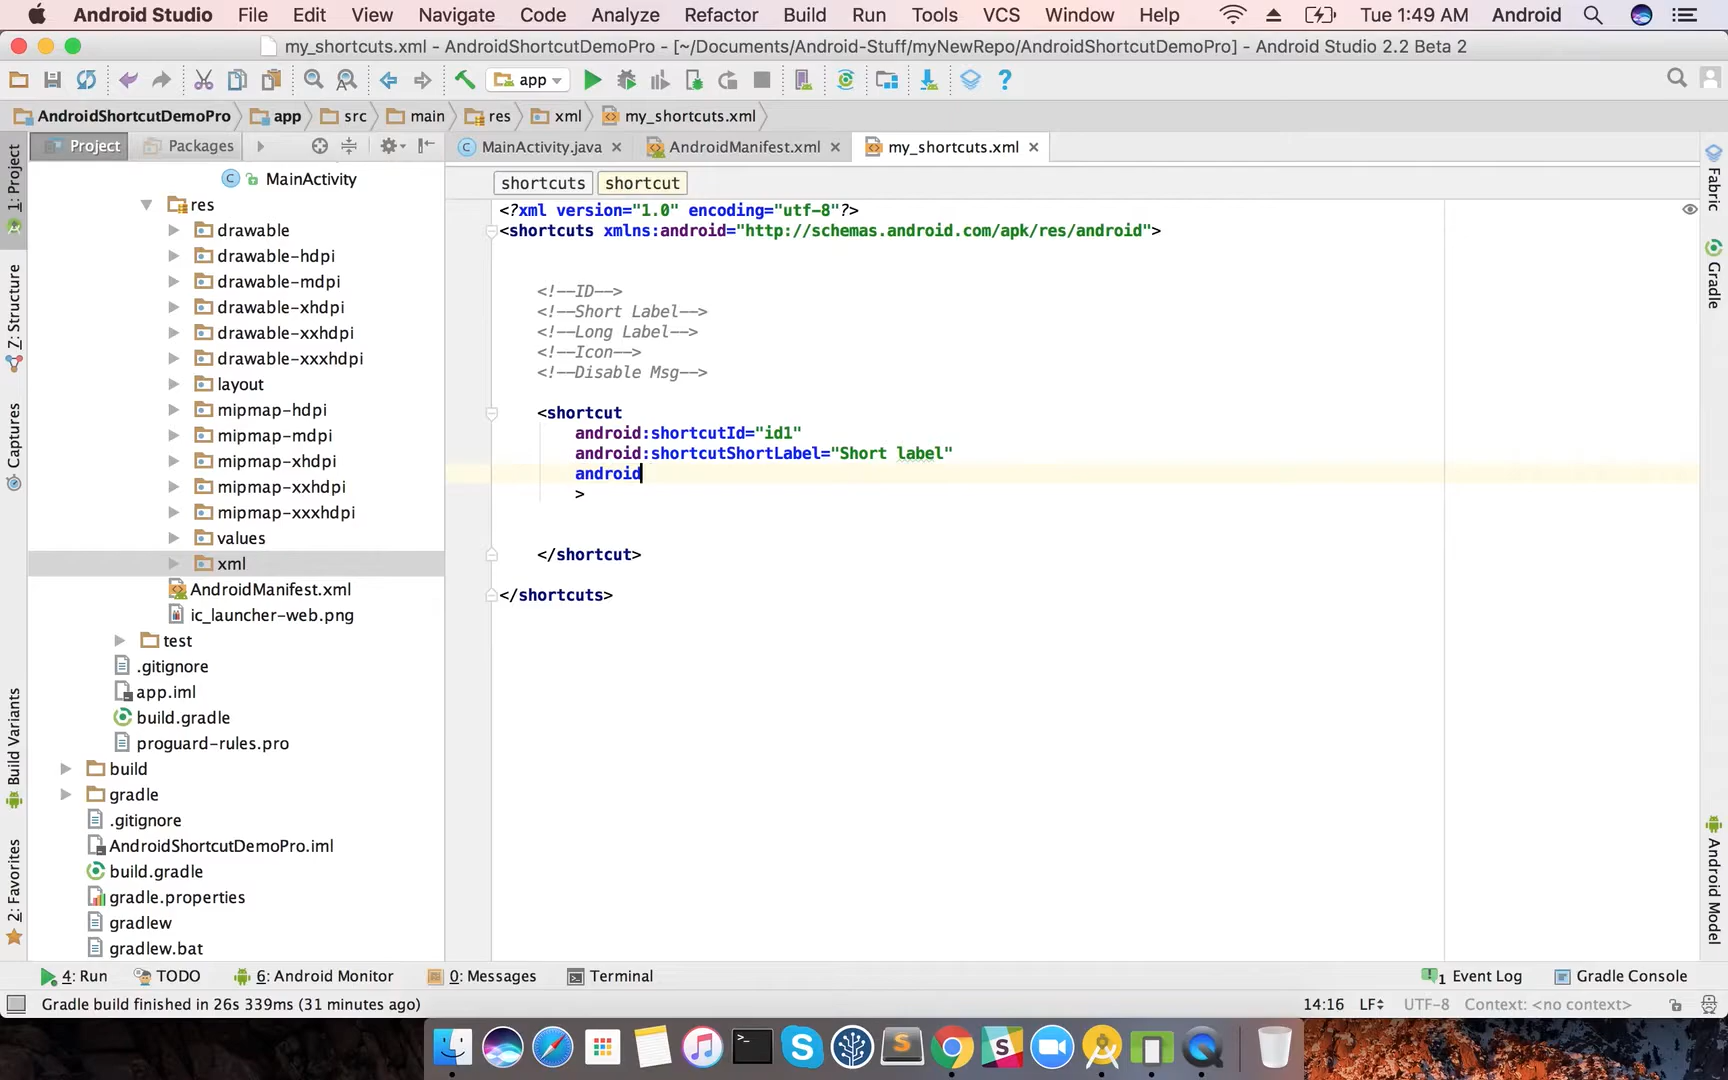 Android Studio File Edit View Navigate Code Analyze Refactor Build Run Tools VCS Window Help Tue 1:49 AM Android
my_shortcuts.xml - AndroidShortcutDemoPro - [~/Documents/Android-Stuff/myNewRepo/AndroidShortcutDemoPro] - Android Studio 2.2 Beta 2
app
AndroidShortcutDemoPro app src main res xml my_shortcuts.xml
Project Packages
MainActivity.java AndroidManifest.xml my_shortcuts.xml
shortcuts shortcut
1: Project
Z: Structure
Captures
Build Variants
2: Favorites
MainActivity
res
drawable
drawable-hdpi
drawable-mdpi
drawable-xhdpi
drawable-xxhdpi
drawable-xxxhdpi
layout
mipmap-hdpi
mipmap-mdpi
mipmap-xhdpi
mipmap-xxhdpi
mipmap-xxxhdpi
values
xml
AndroidManifest.xml
ic_launcher-web.png
test
.gitignore
app.iml
build.gradle
proguard-rules.pro
build
gradle
.gitignore
AndroidShortcutDemoPro.iml
build.gradle
gradle.properties
gradlew
gradlew.bat
<?xml version="1.0" encoding="utf-8"?>
<shortcuts xmlns:android="http://schemas.android.com/apk/res/android">
<!--ID-->
<!--Short Label-->
<!--Long Label-->
<!--Icon-->
<!--Disable Msg-->
<shortcut
android:shortcutId="id1"
android:shortcutShortLabel="Short label"
android
>
</shortcut>
</shortcuts>
Fabric
Gradle
Android Model
4: Run TODO 6: Android Monitor 0: Messages Terminal 1 Event Log Gradle Console
Gradle build finished in 26s 339ms (31 minutes ago) 14:16 LF UTF-8 Context: <no context>